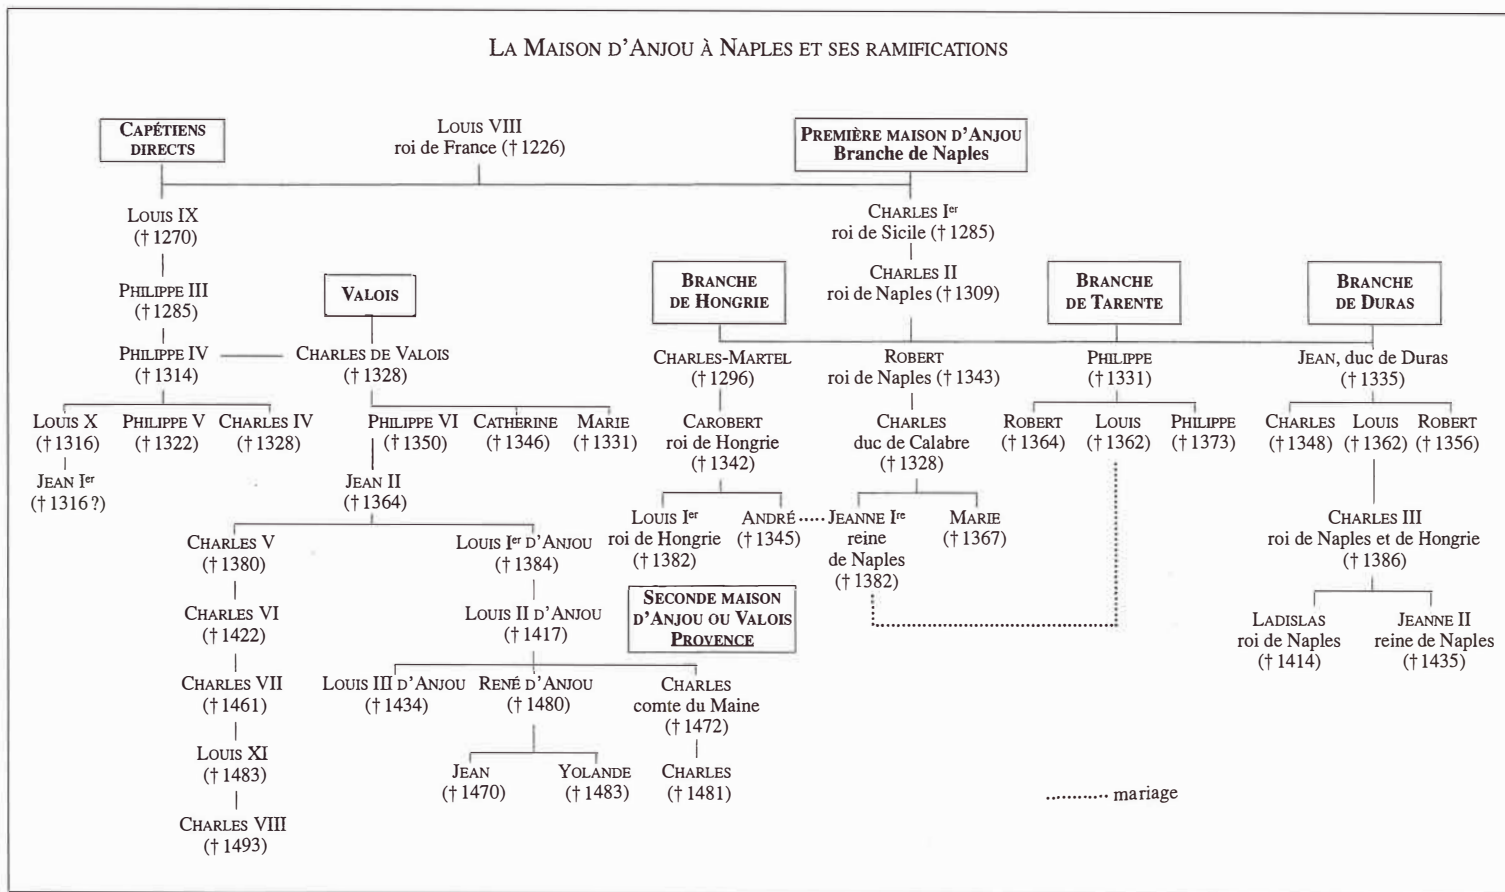 LA MAISON D'ANJOU À NAPLES ET SES RAMIFICATIONS
CAPÉTIENS
DIRECTS
LOUIS VIII
roi de France († 1226)
PREMIÈRE MAISON D'ANJOU
Branche de Naples
LOUIS IX
(† 1270)
CHARLES Ier
roi de Sicile († 1285)
PHILIPPE III
(† 1285)
VALOIS
BRANCHE
DE HONGRIE
CHARLES II
roi de Naples († 1309)
BRANCHE
DE TARENTE
BRANCHE
DE DURAS
PHILIPPE IV
(† 1314)
CHARLES DE VALOIS
(† 1328)
CHARLES-MARTEL
(† 1296)
ROBERT
roi de Naples († 1343)
PHILIPPE
(† 1331)
JEAN, duc de Duras
(† 1335)
LOUIS X
(† 1316)
PHILIPPE V
(† 1322)
CHARLES IV
(† 1328)
PHILIPPE VI
(† 1350)
CATHERINE
(† 1346)
MARIE
(† 1331)
CAROBERT
roi de Hongrie
(† 1342)
CHARLES
duc de Calabre
(† 1328)
ROBERT
(† 1364)
LOUIS
(† 1362)
PHILIPPE
(† 1373)
CHARLES
(† 1348)
LOUIS
(† 1362)
ROBERT
(† 1356)
JEAN Ier
(† 1316 ?)
JEAN II
(† 1364)
CHARLES V
(† 1380)
LOUIS Ier D'ANJOU
(† 1384)
LOUIS Ier
roi de Hongrie
(† 1382)
ANDRÉ
(† 1345)
JEANNE Ire
reine
de Naples
(† 1382)
MARIE
(† 1367)
CHARLES III
roi de Naples et de Hongrie
(† 1386)
CHARLES VI
(† 1422)
LOUIS II D'ANJOU
(† 1417)
SECONDE MAISON
D'ANJOU OU VALOIS
PROVENCE
LADISLAS
roi de Naples
(† 1414)
JEANNE II
reine de Naples
(† 1435)
CHARLES VII
(† 1461)
LOUIS III D'ANJOU
(† 1434)
RENÉ D'ANJOU
(† 1480)
CHARLES
comte du Maine
(† 1472)
LOUIS XI
(† 1483)
JEAN
(† 1470)
YOLANDE
(† 1483)
CHARLES
(† 1481)
mariage
CHARLES VIII
(† 1493)